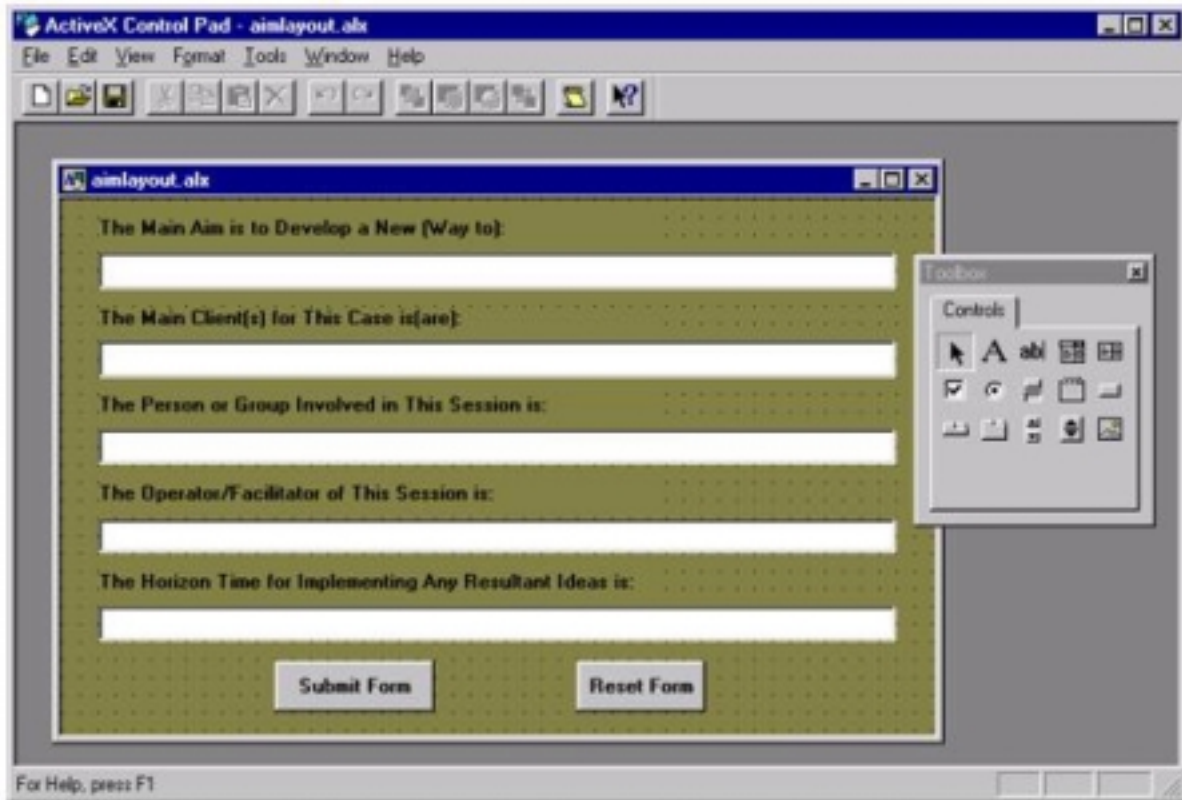 ActiveX Control Pad - aimlayout.alx
File Edit View Format Tools Window Help
aimlayout.alx
The Main Aim is to Develop a New (Way to):
The Main Client(s) for This Case is(are):
The Person or Group Involved in This Session is:
The Operator/Facilitator of This Session is:
The Horizon Time for Implementing Any Resultant Ideas is:
Submit Form Reset Form
Toolbox
Controls
A abl
For Help, press F1